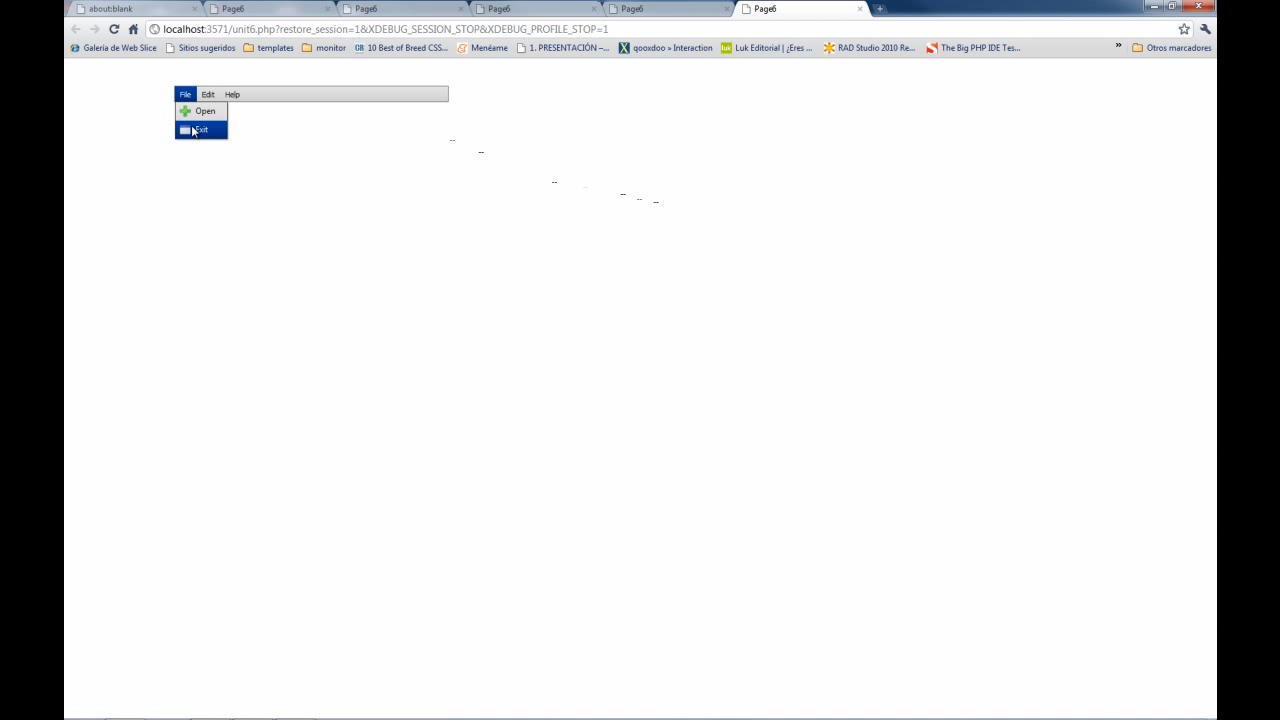 about:blank Page6 Page6 Page6 Page6 Page6
localhost:3571/unit6.php?restore_session=1&XDEBUG_SESSION_STOP&XDEBUG_PROFILE_STOP=1
Galería de Web Slice Sitios sugeridos templates monitor 10 Best of Breed CSS... Menéame 1. PRESENTACIÓN –... qooxdoo » Interaction Luk Editorial | ¿Eres ... RAD Studio 2010 Re... The Big PHP IDE Tes... » Otros marcadores
File Edit Help
Open
Exit